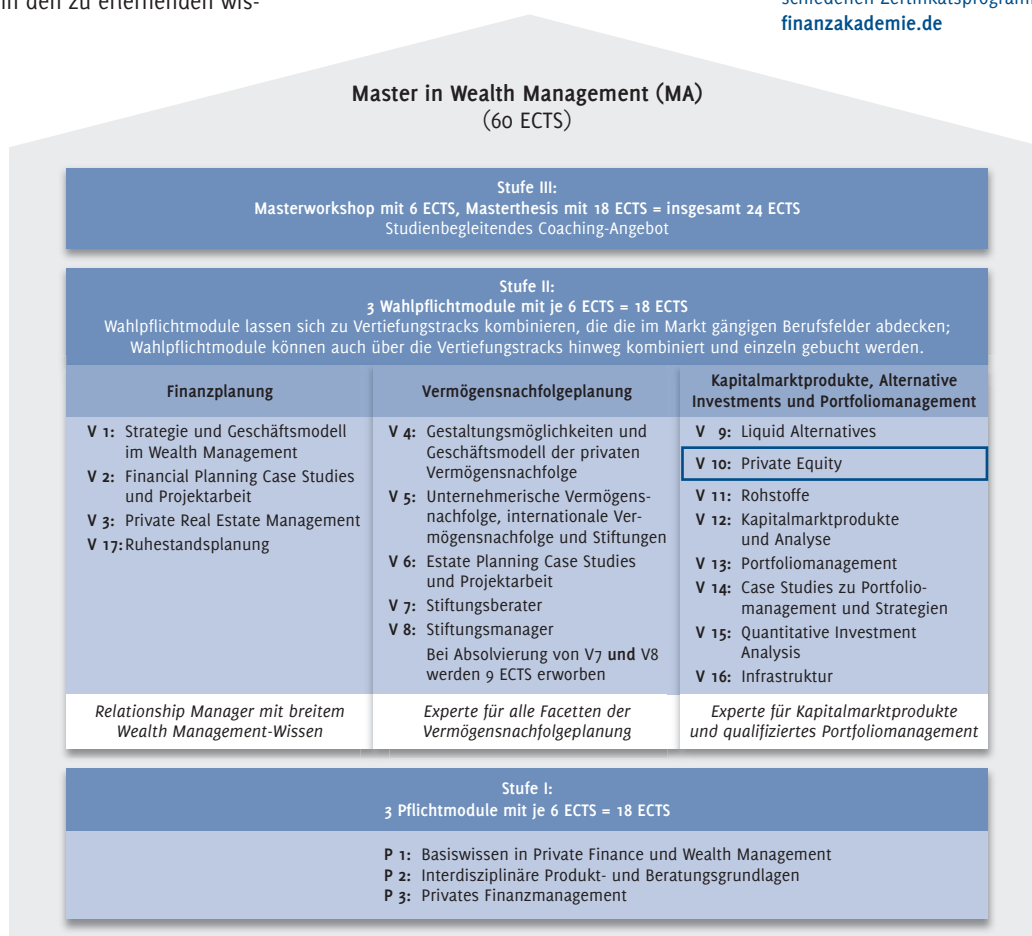 in den zu erlernenden wis-
schiedenen Zertifikatsprogramm
finanzakademie.de
Master in Wealth Management (MA)
(60 ECTS)
Stufe III:
Masterworkshop mit 6 ECTS, Masterthesis mit 18 ECTS = insgesamt 24 ECTS
Studienbegleitendes Coaching-Angebot
Stufe II:
3 Wahlpflichtmodule mit je 6 ECTS = 18 ECTS
Wahlpflichtmodule lassen sich zu Vertiefungstracks kombinieren, die die im Markt gängigen Berufsfelder abdecken;
Wahlpflichtmodule können auch über die Vertiefungstracks hinweg kombiniert und einzeln gebucht werden.
Finanzplanung
V 1: Strategie und Geschäftsmodell
im Wealth Management
V 2: Financial Planning Case Studies
und Projektarbeit
V 3: Private Real Estate Management
V 17: Ruhestandsplanung
Relationship Manager mit breitem
Wealth Management-Wissen
Vermögensnachfolgeplanung
V 4: Gestaltungsmöglichkeiten und
Geschäftsmodell der privaten
Vermögensnachfolge
V 5: Unternehmerische Vermögens-
nachfolge, internationale Ver-
mögensnachfolge und Stiftungen
V 6: Estate Planning Case Studies
und Projektarbeit
V 7: Stiftungsberater
V 8: Stiftungsmanager
Bei Absolvierung von V7 und V8
werden 9 ECTS erworben
Experte für alle Facetten der
Vermögensnachfolgeplanung
Kapitalmarktprodukte, Alternative
Investments und Portfoliomanagement
V 9: Liquid Alternatives
V 10: Private Equity
V 11: Rohstoffe
V 12: Kapitalmarktprodukte
und Analyse
V 13: Portfoliomanagement
V 14: Case Studies zu Portfolio-
management und Strategien
V 15: Quantitative Investment
Analysis
V 16: Infrastruktur
Experte für Kapitalmarktprodukte
und qualifiziertes Portfoliomanagement
Stufe I:
3 Pflichtmodule mit je 6 ECTS = 18 ECTS
P 1: Basiswissen in Private Finance und Wealth Management
P 2: Interdisziplinäre Produkt- und Beratungsgrundlagen
P 3: Privates Finanzmanagement